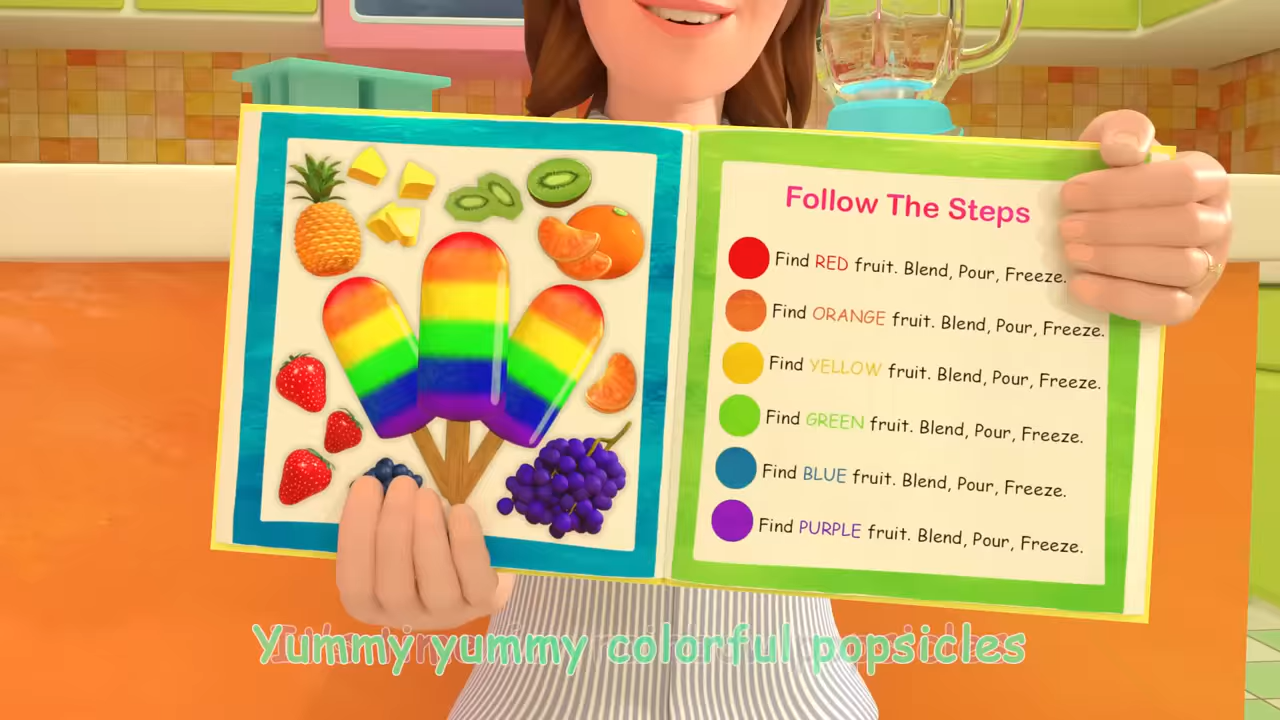 Follow The Steps
Find RED fruit. Blend, Pour, Freeze.
Find ORANGE fruit. Blend, Pour, Freeze.
Find YELLOW fruit. Blend, Pour, Freeze.
Find GREEN fruit. Blend, Pour, Freeze.
Find BLUE fruit. Blend, Pour, Freeze.
Find PURPLE fruit. Blend, Pour, Freeze.
Yummy yummy colorful popsicles